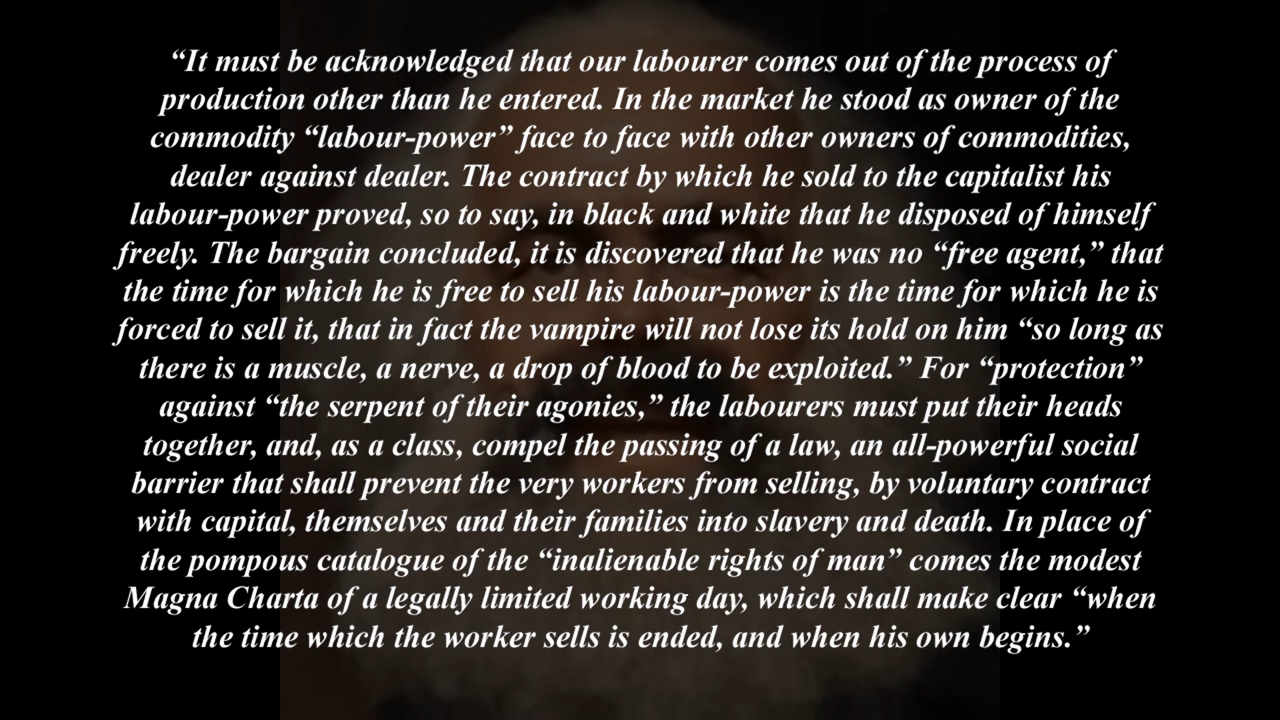 “It must be acknowledged that our labourer comes out of the process of
production other than he entered. In the market he stood as owner of the
commodity “labour-power” face to face with other owners of commodities,
dealer against dealer. The contract by which he sold to the capitalist his
labour-power proved, so to say, in black and white that he disposed of himself
freely. The bargain concluded, it is discovered that he was no “free agent,” that
the time for which he is free to sell his labour-power is the time for which he is
forced to sell it, that in fact the vampire will not lose its hold on him “so long as
there is a muscle, a nerve, a drop of blood to be exploited.” For “protection”
against “the serpent of their agonies,” the labourers must put their heads
together, and, as a class, compel the passing of a law, an all-powerful social
barrier that shall prevent the very workers from selling, by voluntary contract
with capital, themselves and their families into slavery and death. In place of
the pompous catalogue of the “inalienable rights of man” comes the modest
Magna Charta of a legally limited working day, which shall make clear “when
the time which the worker sells is ended, and when his own begins.”